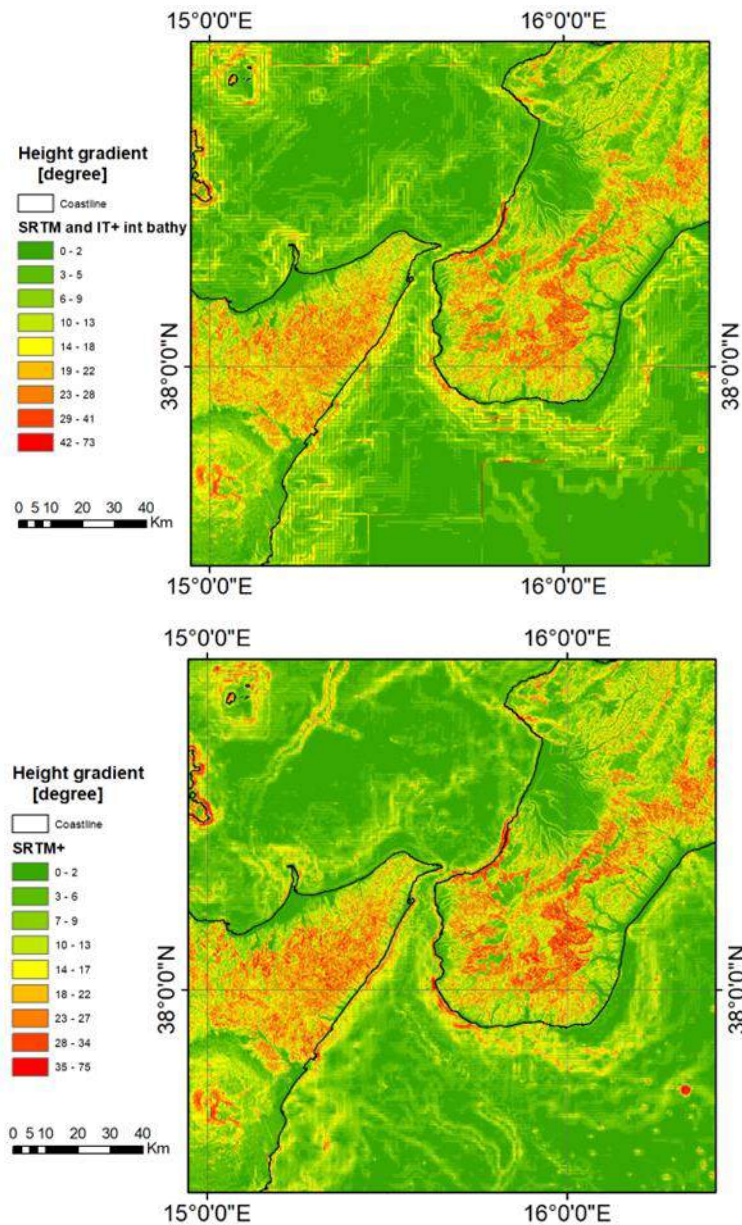 15°0'0"E
16°0'0"E
Height gradient
[degree]
Coastline
SRTM and IT+ int bathy
0 - 2
3 - 5
6 - 9
10 - 13
14 - 18
19 - 22
23 - 28
29 - 41
42 - 73
0 5 10 20 30 40
Km
38°0'0"N
38°0'0"N
15°0'0"E
16°0'0"E
15°0'0"E
16°0'0"E
Height gradient
[degree]
Coastline
SRTM+
0 - 2
3 - 6
7 - 9
10 - 13
14 - 17
18 - 22
23 - 27
28 - 34
35 - 75
0 5 10 20 30 40
Km
38°0'0"N
38°0'0"N
15°0'0"E
16°0'0"E